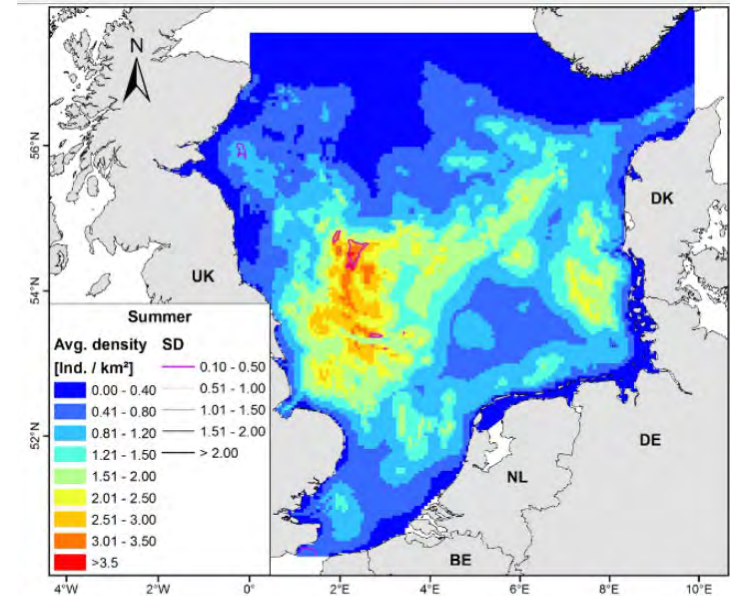 N
56°N
DK
54°N
UK
Summer
Avg. density SD
[Ind. / km²]
0.10 - 0.50
0.00 - 0.40
0.51 - 1.00
0.41 - 0.80
1.01 - 1.50
0.81 - 1.20
1.51 - 2.00
1.21 - 1.50
> 2.00
1.51 - 2.00
2.01 - 2.50
2.51 - 3.00
3.01 - 3.50
>3.5
52°N
DE
NL
BE
4°W 2°W 0° 2°E 4°E 6°E 8°E 10°E